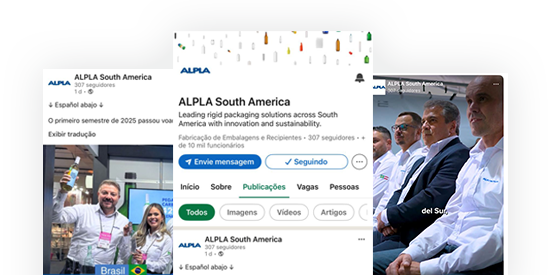 ALPLA South America
307 seguidores
1 d
↓ Español abajo ↓
O primeiro semestre de 2025 passou voa
Exibir tradução
Brasil
ALPLA
ALPLA South America
Leading rigid packaging solutions across South
America with innovation and sustainability.
Fabricação de Embalagens e Recipientes • 307 seguidores • +
de 10 mil funcionários
Envie mensagem
Seguindo
Início Sobre Publicações Vagas Pessoas
Todos Imagens Vídeos Artigos
ALPLA
ALPLA South America
307 seguidores
1 d
↓ Español abajo ↓
ALPLA South America
del Sur.